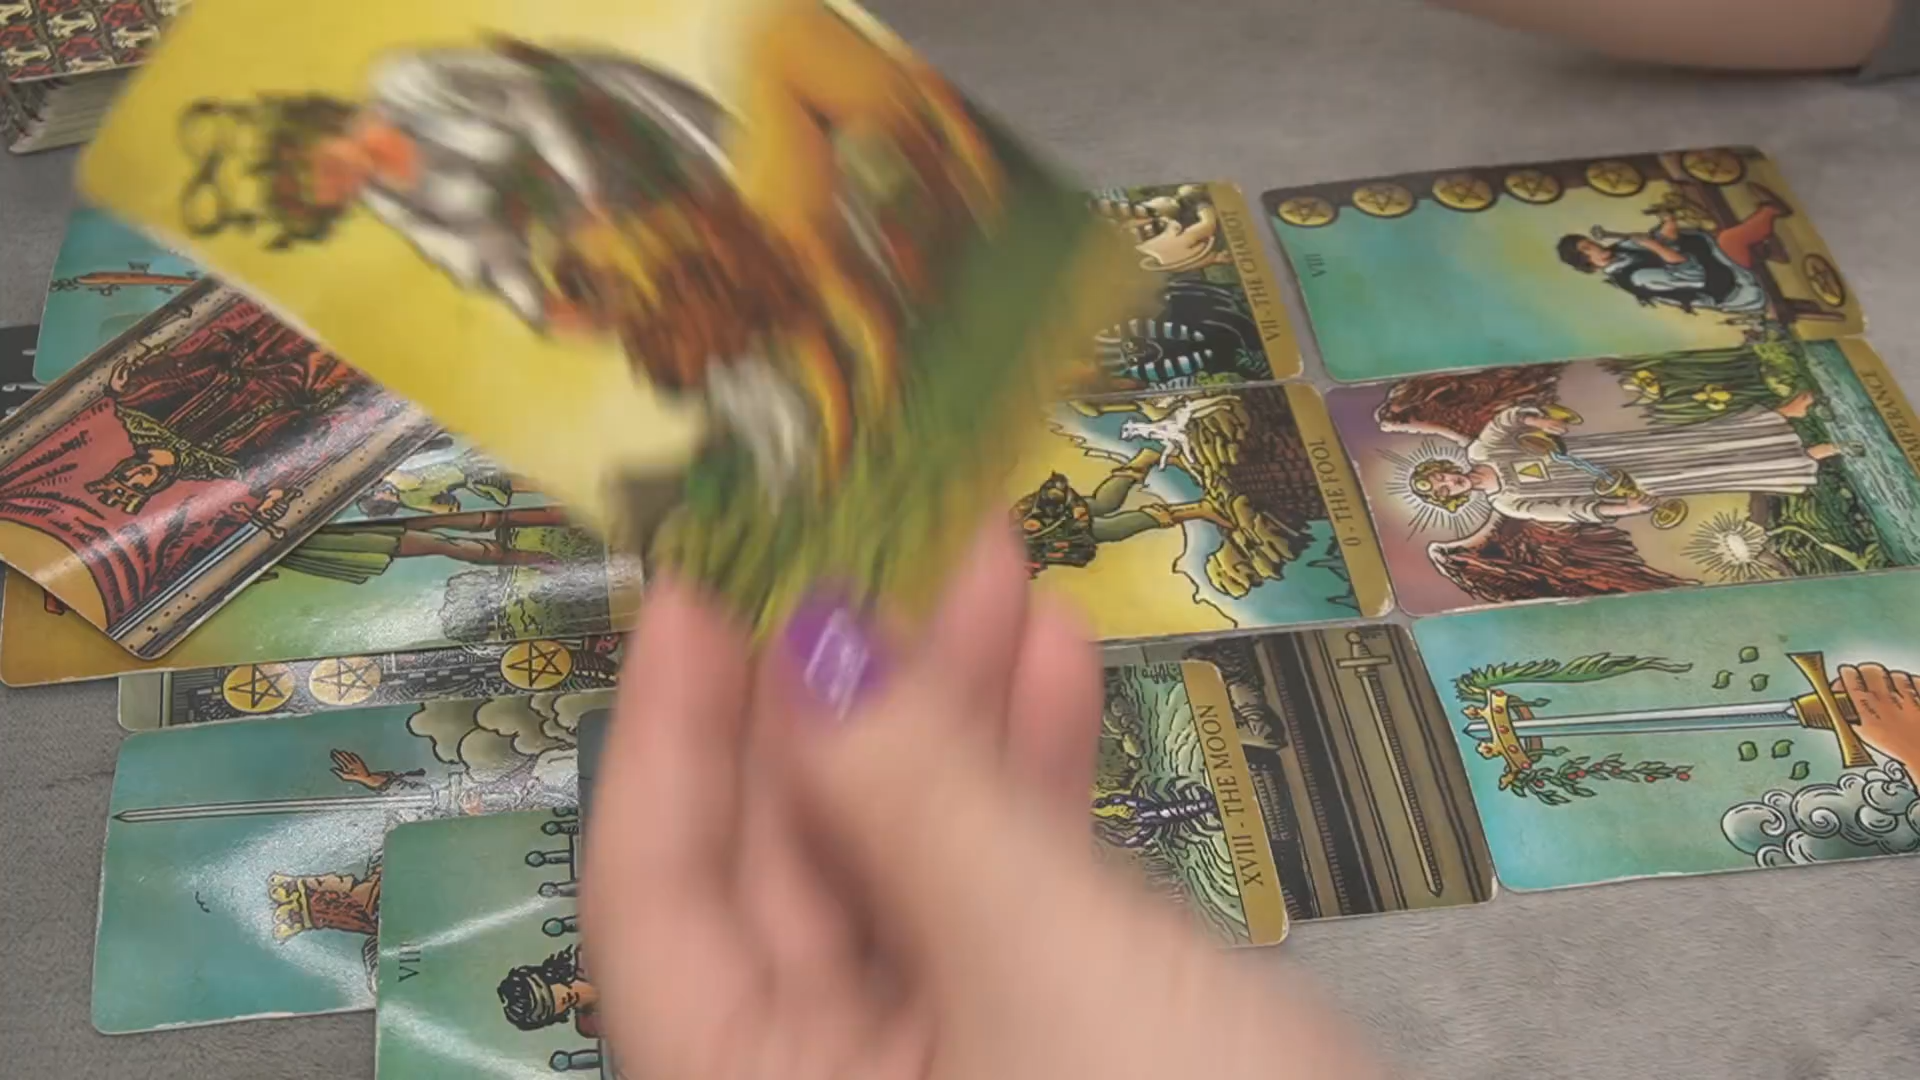 VII - THE CHARIOT
VIII
0 - THE FOOL
XVIII - THE MOON
VIII